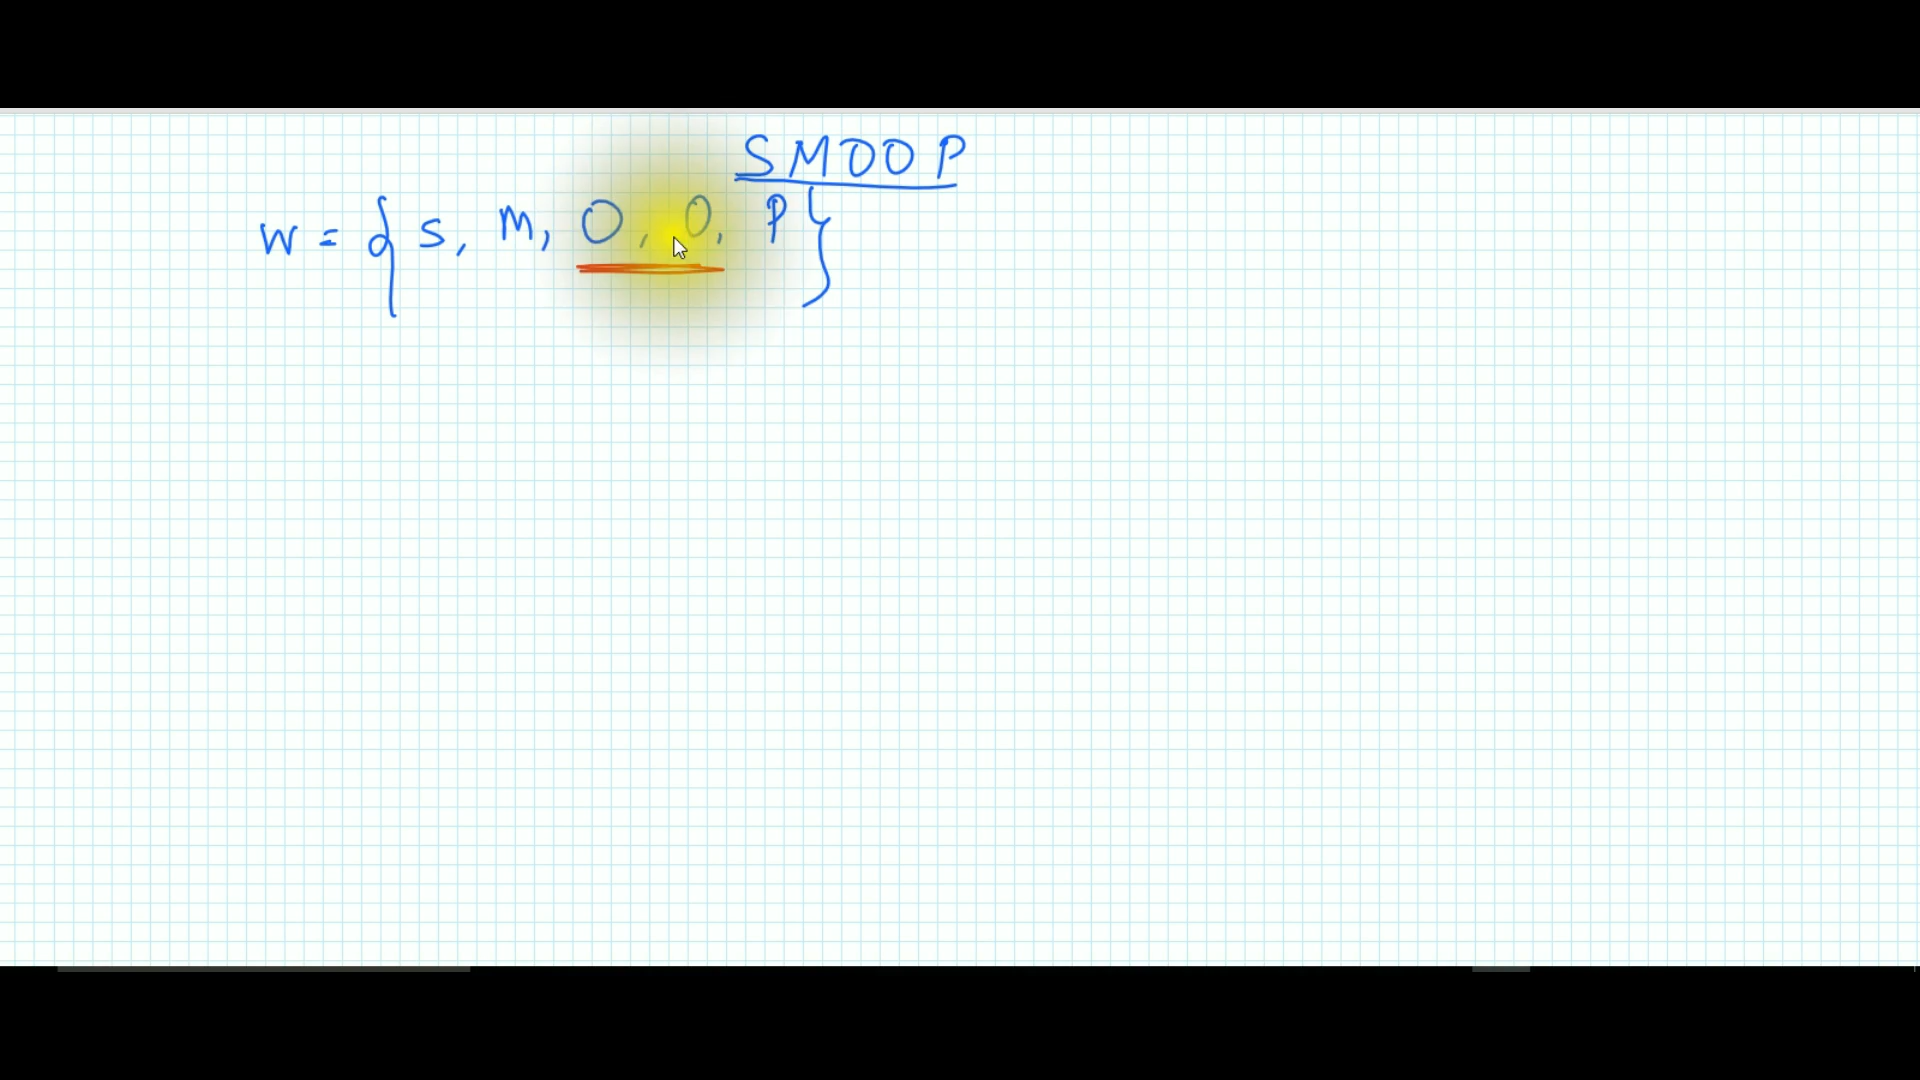 SMOOP
W = { S, M, O, O, P }